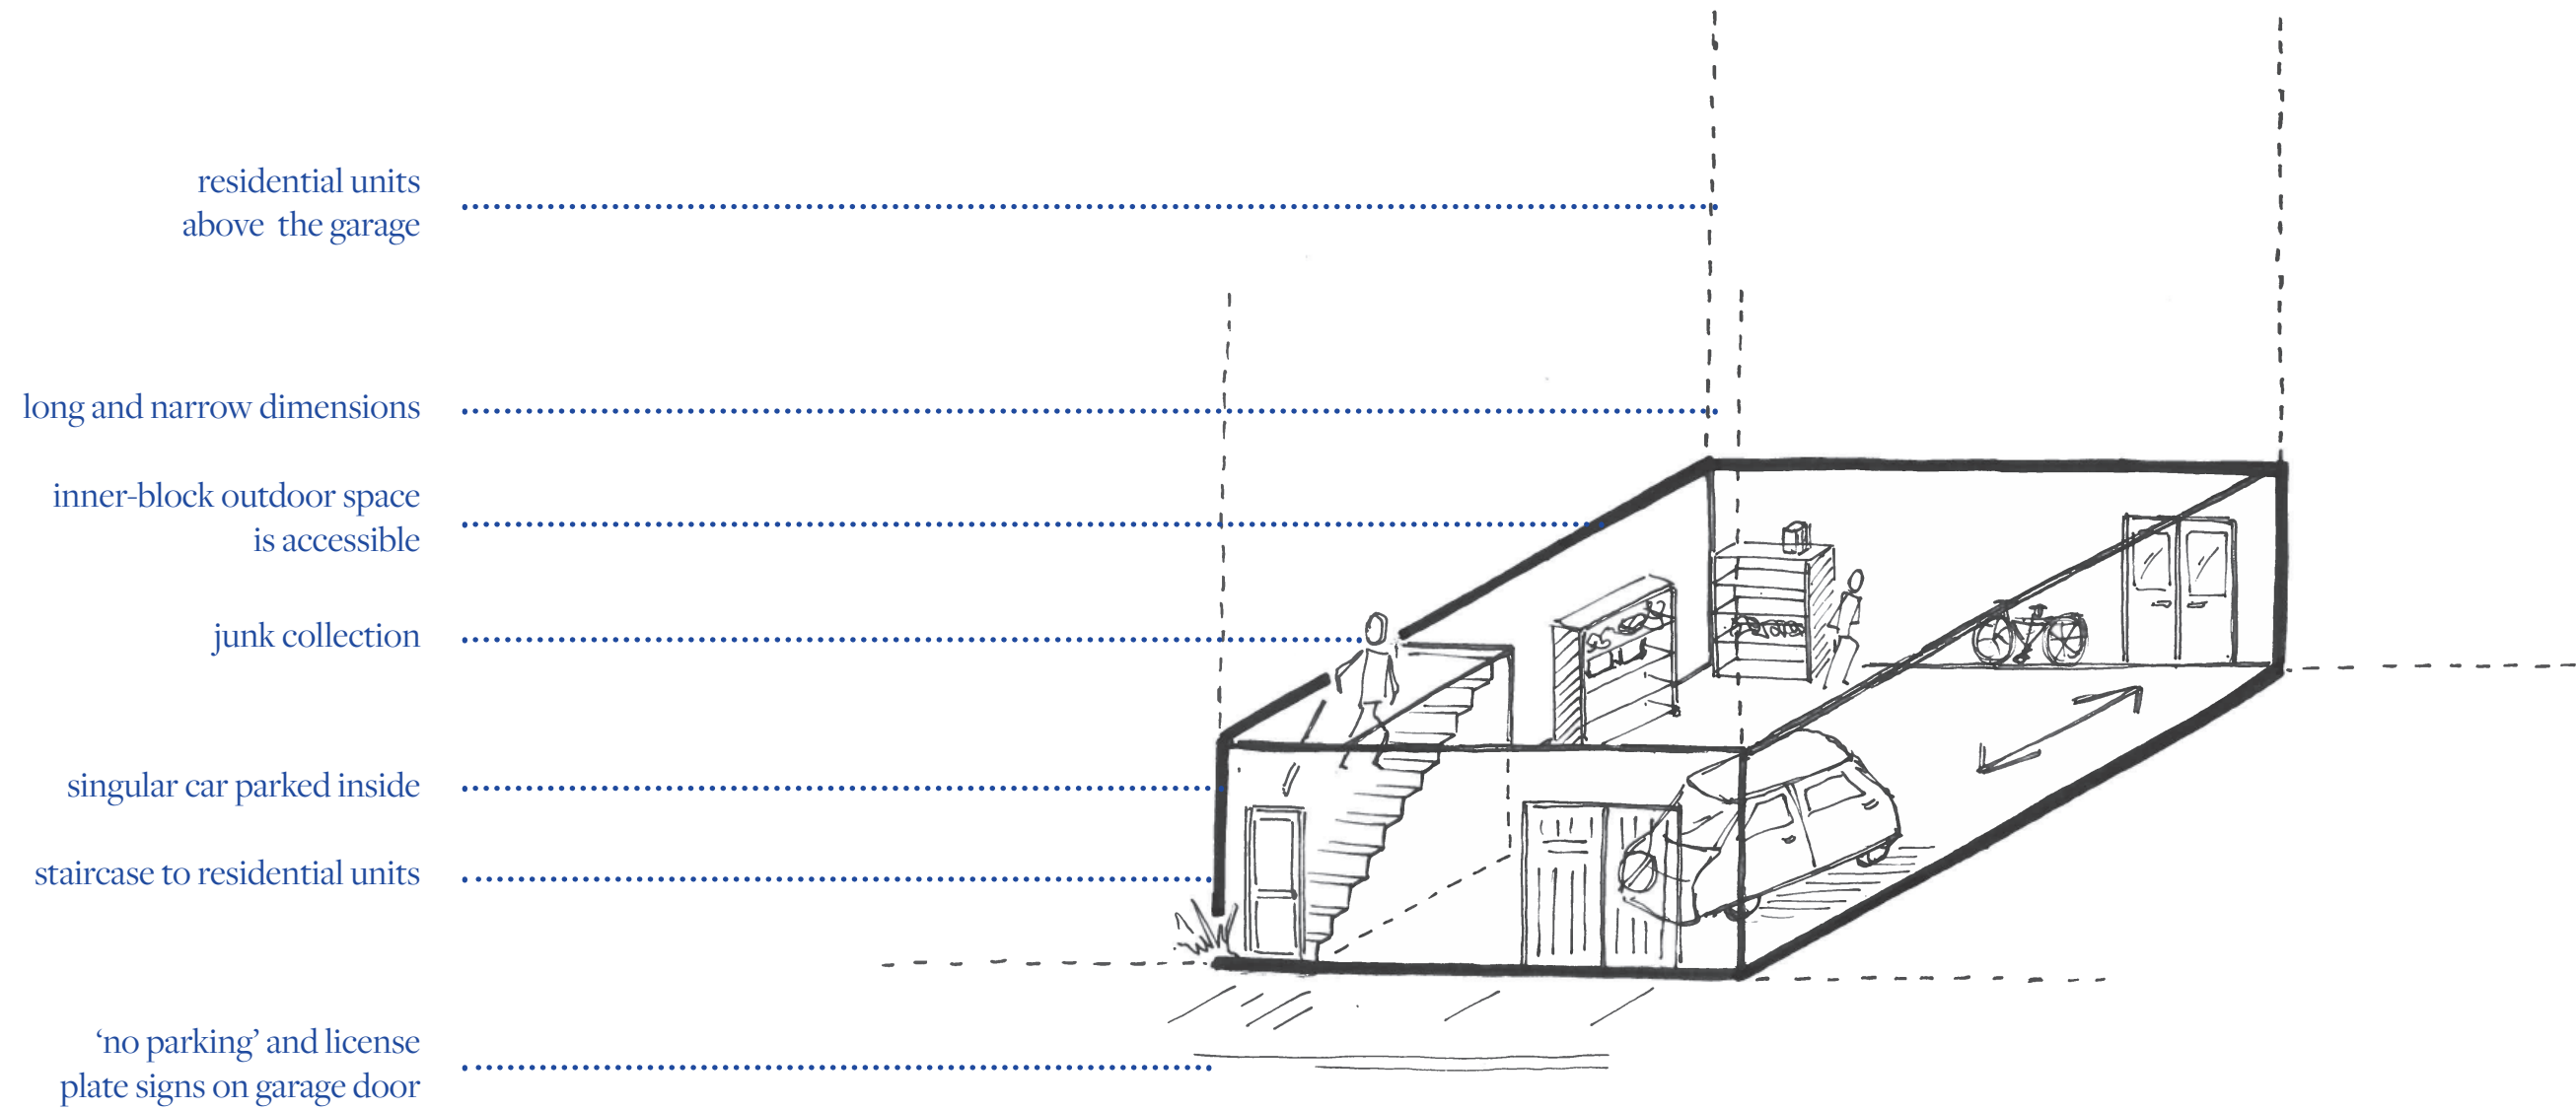 residential units
above the garage
long and narrow dimensions
inner-block outdoor space
is accessible
junk collection
singular car parked inside
staircase to residential units
‘no parking’ and license
plate signs on garage door